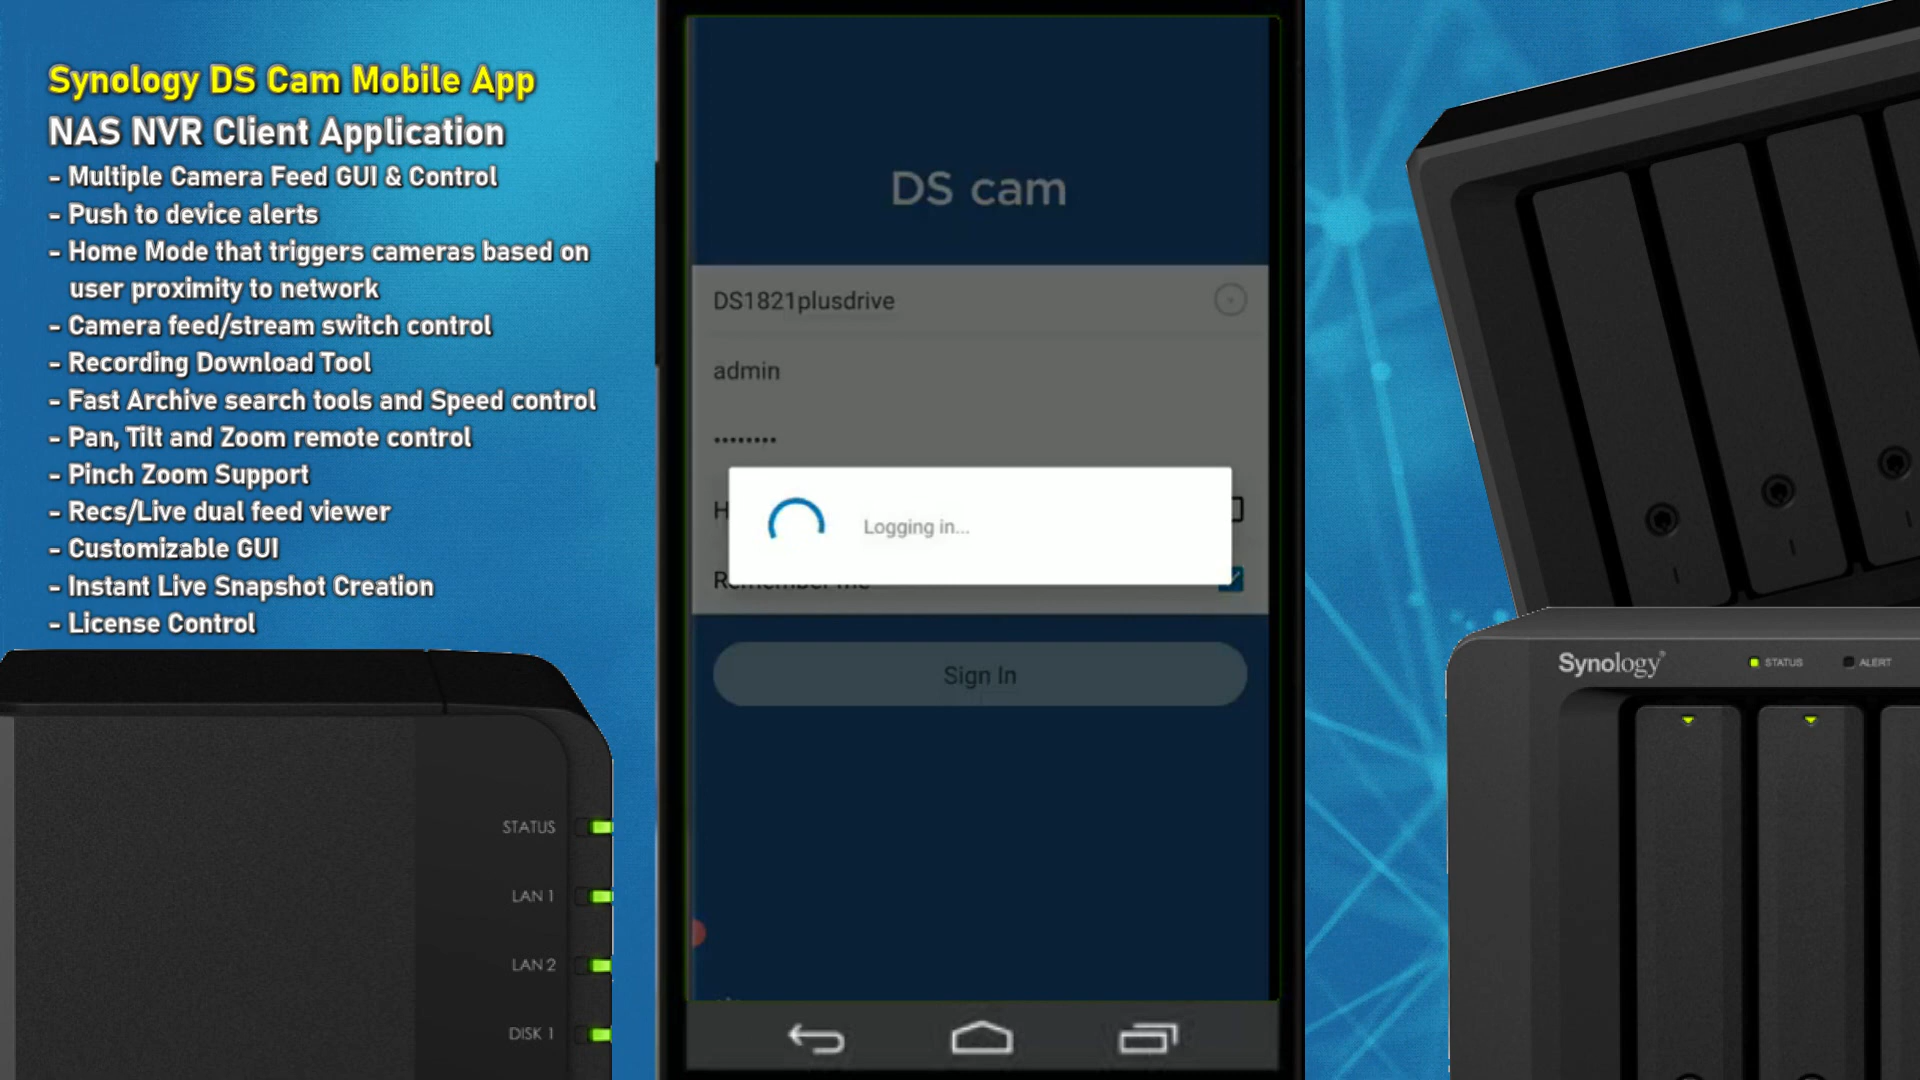 Synology DS Cam Mobile App
NAS NVR Client Application
- Multiple Camera Feed GUI & Control
- Push to device alerts
- Home Mode that triggers cameras based on
user proximity to network
- Camera feed/stream switch control
- Recording Download Tool
- Fast Archive search tools and Speed control
- Pan, Tilt and Zoom remote control
- Pinch Zoom Support
- Recs/Live dual feed viewer
- Customizable GUI
- Instant Live Snapshot Creation
- License Control
STATUS
LAN 1
LAN 2
DISK 1
DS cam
DS1821plusdrive
admin
••••••••
Logging in...
Remember me
Sign In
Synology®
STATUS
ALERT